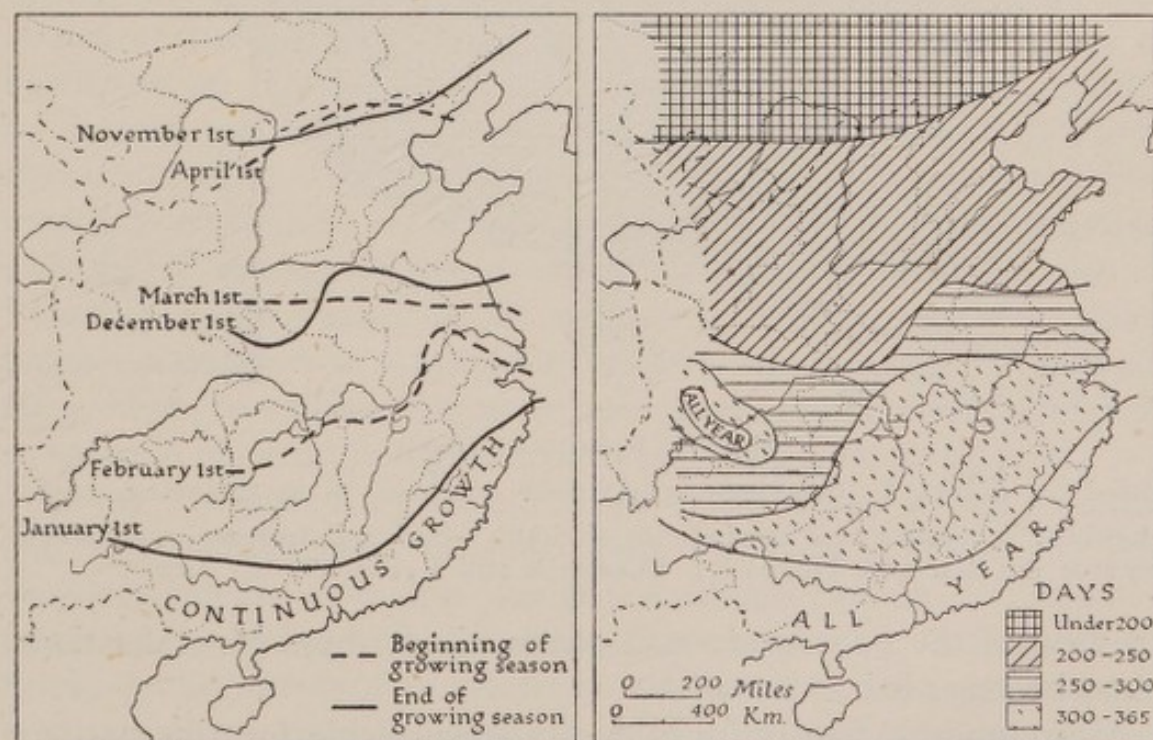 November 1st
April 1st
March 1st
December 1st
February 1st
January 1st
CONTINUOUS GROWTH
Beginning of
growing season
End of
growing season
ALL YEAR
ALL YEAR
DAYS
Under 200
200-250
250-300
300-365
0 200 Miles
0 400 Km.